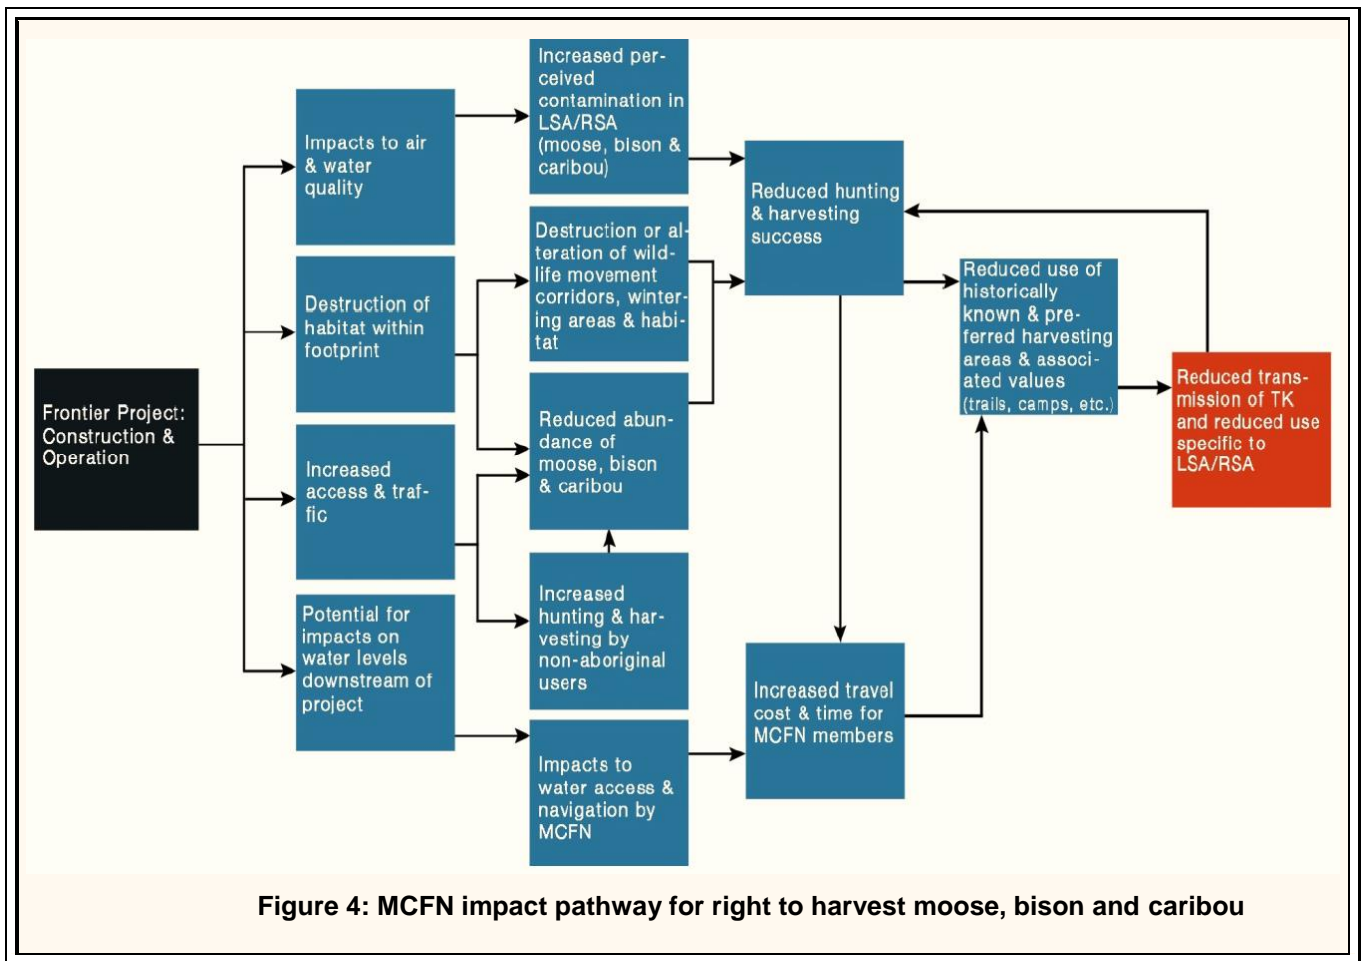 Frontier Project:
Construction &
Operation
Impacts to air
& water
quality
Destruction of
habitat within
footprint
Increased
access & traf-
fic
Potential for
impacts on
water levels
downstream of
project
Increased per-
ceived
contamination in
LSA/RSA
(moose, bison &
caribou)
Destruction or al-
teration of wild-
life movement
corridors, winter-
ing areas & habi-
tat
Reduced abun-
dance of
moose, bison
& caribou
Increased
hunting & har-
vesting by
non-aboriginal
users
Impacts to
water access &
navigation by
MCFN
Reduced hunting
& harvesting
success
Increased travel
cost & time for
MCFN members
Reduced use of
historically
known & pre-
ferred harvesting
areas & associ-
ated values
(trails, camps, etc.)
Reduced trans-
mission of TK
and reduced use
specific to
LSA/RSA
Figure 4: MCFN impact pathway for right to harvest moose, bison and caribou